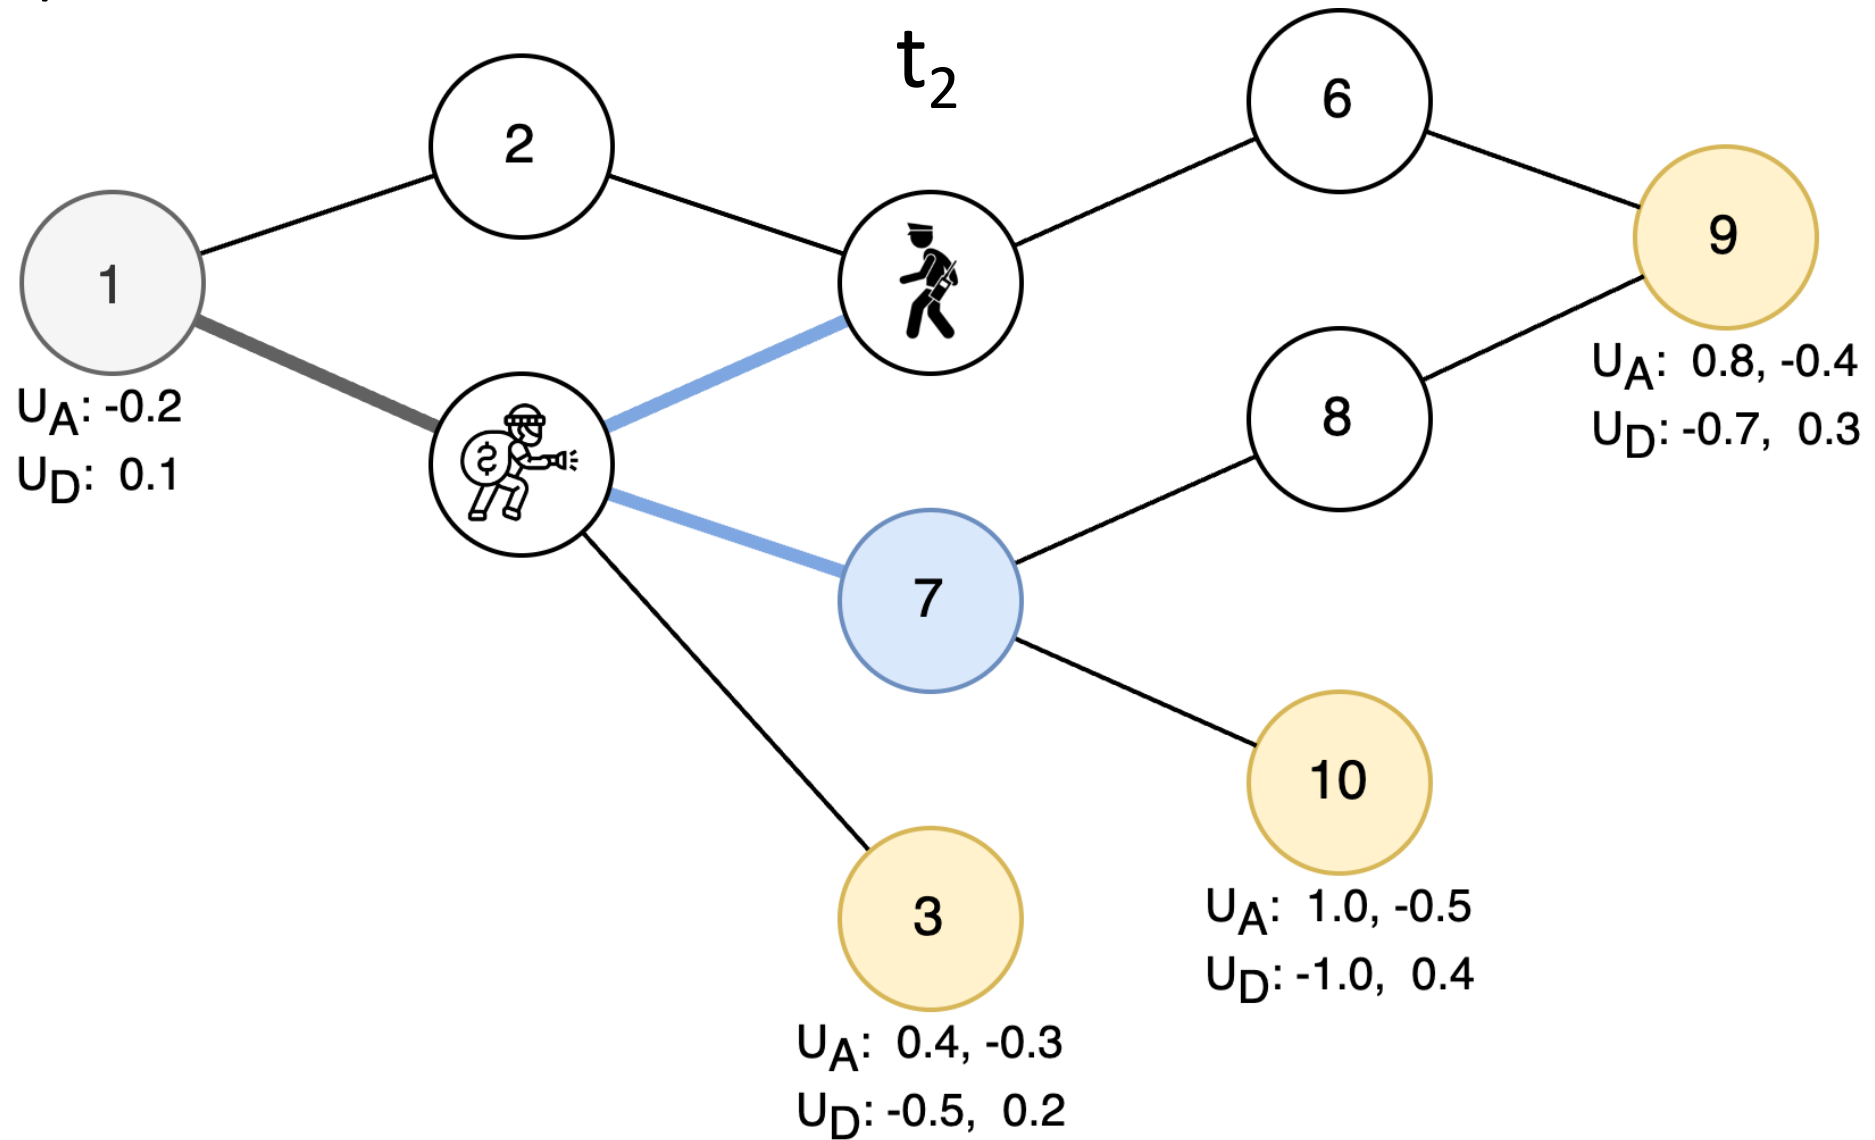 t2
1
2
6
9
8
7
10
3
$
UA: -0.2
UD: 0.1
UA: 0.8, -0.4
UD: -0.7, 0.3
UA: 1.0, -0.5
UD: -1.0, 0.4
UA: 0.4, -0.3
UD: -0.5, 0.2